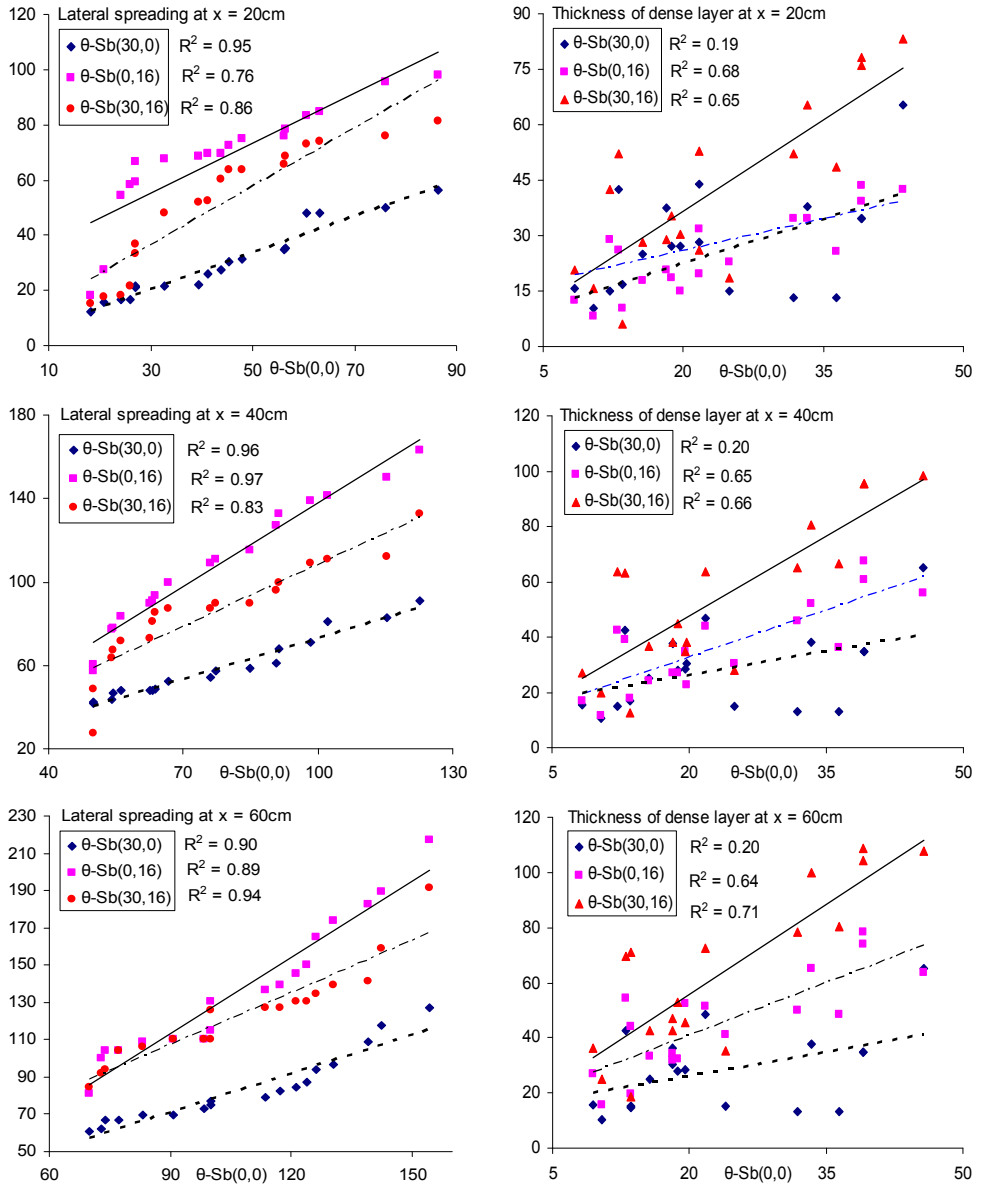 Lateral spreading at x = 20cm
θ-Sb(30,0) R² = 0.95
θ-Sb(0,16) R² = 0.76
θ-Sb(30,16) R² = 0.86
120
100
80
60
40
20
0
10 30 50 70 90
θ-Sb(0,0)
Thickness of dense layer at x = 20cm
θ-Sb(30,0) R² = 0.19
θ-Sb(0,16) R² = 0.68
θ-Sb(30,16) R² = 0.65
90
75
60
45
30
15
0
5 20 35 50
θ-Sb(0,0)
Lateral spreading at x = 40cm
θ-Sb(30,0) R² = 0.96
θ-Sb(0,16) R² = 0.97
θ-Sb(30,16) R² = 0.83
180
140
100
60
20
40 70 100 130
θ-Sb(0,0)
Thickness of dense layer at x = 40cm
θ-Sb(30,0) R² = 0.20
θ-Sb(0,16) R² = 0.65
θ-Sb(30,16) R² = 0.66
120
100
80
60
40
20
0
5 20 35 50
θ-Sb(0,0)
Lateral spreading at x = 60cm
θ-Sb(30,0) R² = 0.90
θ-Sb(0,16) R² = 0.89
θ-Sb(30,16) R² = 0.94
230
210
190
170
150
130
110
90
70
50
60 90 120 150
θ-Sb(0,0)
Thickness of dense layer at x = 60cm
θ-Sb(30,0) R² = 0.20
θ-Sb(0,16) R² = 0.64
θ-Sb(30,16) R² = 0.71
120
100
80
60
40
20
0
5 20 35 50
θ-Sb(0,0)